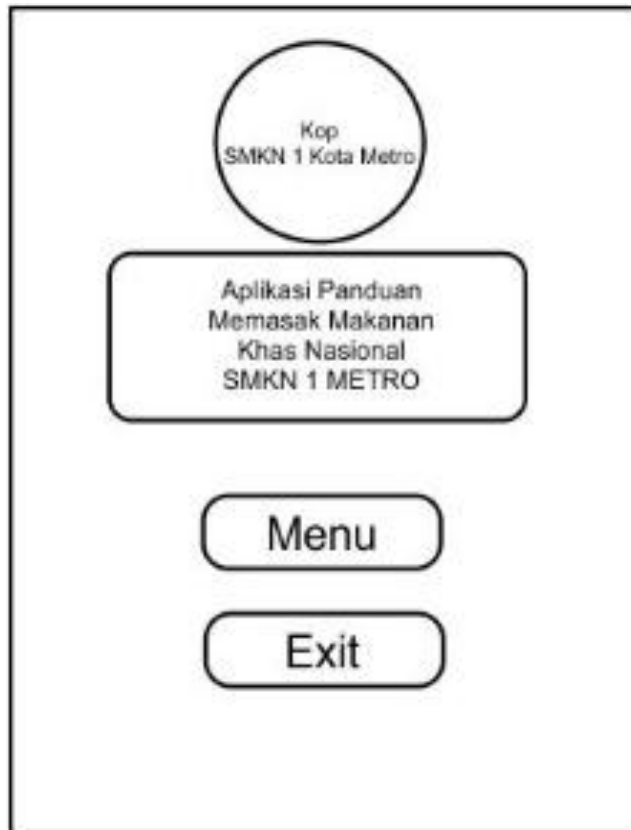 Kop
SMKN 1 Kota Metro
Aplikasi Panduan
Memasak Makanan
Khas Nasional
SMKN 1 METRO
Menu
Exit